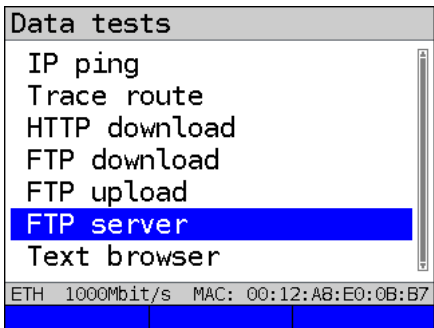 Data tests
IP ping
Trace route
HTTP download
FTP download
FTP upload
FTP server
Text browser
ETH 1000Mbit/s MAC: 00:12:A8:E0:0B:B7